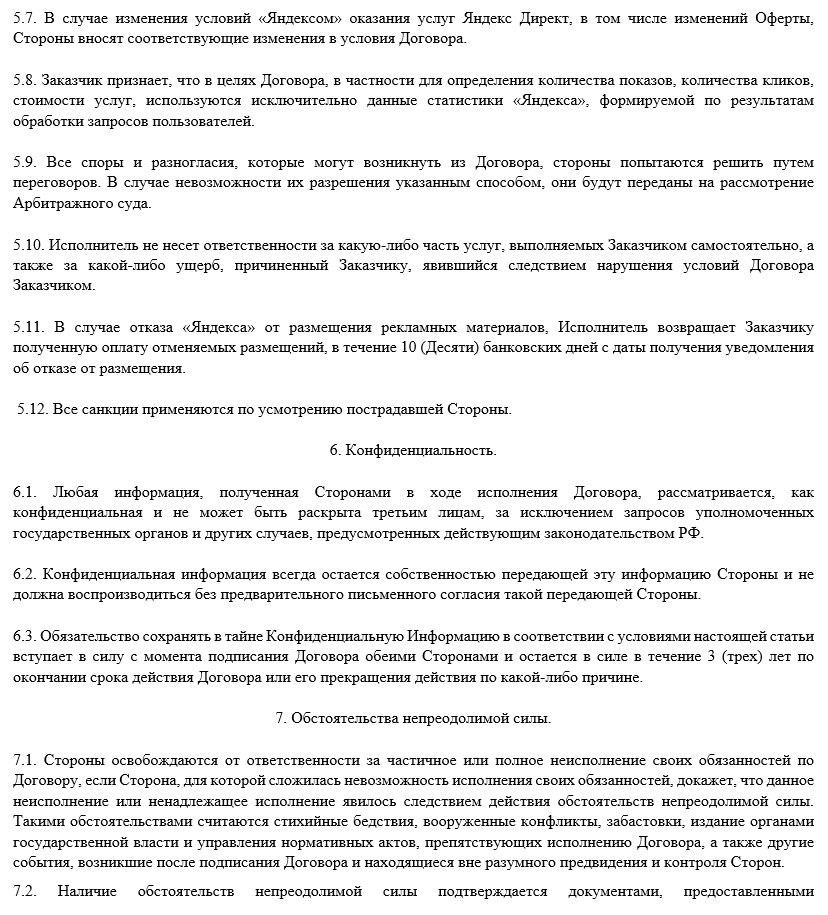 5.7. В случае изменения условий «Яндексом» оказания услуг Яндекс Директ, в том числе изменений Оферты,
Стороны вносят соответствующие изменения в условия Договора.
5.8. Заказчик признает, что в целях Договора, в частности для определения количества показов, количества кликов,
стоимости услуг, используются исключительно данные статистики «Яндекса», формируемой по результатам
обработки запросов пользователей.
5.9. Все споры и разногласия, которые могут возникнуть из Договора, стороны попытаются решить путем
переговоров. В случае невозможности их разрешения указанным способом, они будут переданы на рассмотрение
Арбитражного суда.
5.10. Исполнитель не несет ответственности за какую-либо часть услуг, выполняемых Заказчиком самостоятельно, а
также за какой-либо ущерб, причиненный Заказчику, явившийся следствием нарушения условий Договора
Заказчиком.
5.11. В случае отказа «Яндекса» от размещения рекламных материалов, Исполнитель возвращает Заказчику
полученную оплату отменяемых размещений, в течение 10 (Десяти) банковских дней с даты получения уведомления
об отказе от размещения.
5.12. Все санкции применяются по усмотрению пострадавшей Стороны.
6. Конфиденциальность.
6.1. Любая информация, полученная Сторонами в ходе исполнения Договора, рассматривается, как
конфиденциальная и не может быть раскрыта третьим лицам, за исключением запросов уполномоченных
государственных органов и других случаев, предусмотренных действующим законодательством РФ.
6.2. Конфиденциальная информация всегда остается собственностью передающей эту информацию Стороны и не
должна воспроизводиться без предварительного письменного согласия такой передающей Стороны.
6.3. Обязательство сохранять в тайне Конфиденциальную Информацию в соответствии с условиями настоящей статьи
вступает в силу с момента подписания Договора обеими Сторонами и остается в силе в течение 3 (трех) лет по
окончании срока действия Договора или его прекращения действия по какой-либо причине.
7. Обстоятельства непреодолимой силы.
7.1. Стороны освобождаются от ответственности за частичное или полное неисполнение своих обязанностей по
Договору, если Сторона, для которой сложилась невозможность исполнения своих обязанностей, докажет, что данное
неисполнение или ненадлежащее исполнение явилось следствием действия обстоятельств непреодолимой силы.
Такими обстоятельствами считаются стихийные бедствия, вооруженные конфликты, забастовки, издание органами
государственной власти и управления нормативных актов, препятствующих исполнению Договора, а также другие
события, возникшие после подписания Договора и находящиеся вне разумного предвидения и контроля Сторон.
7.2. Наличие обстоятельств непреодолимой силы подтверждается документами, предоставленными